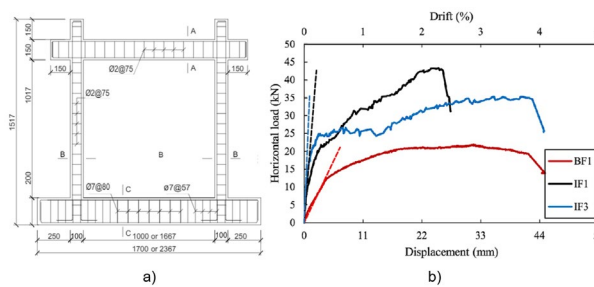 A
A
150
150
1517
150
150
Ø2@75
Ø2@75
1017
B
B
B
200
Ø7@80
ø7@57
C
C
250
100
1000 or 1667
100
250
1700 or 2367
a)
Drift (%)
0 1 2 3 4
Horizontal load (kN)
50
45
40
35
30
25
20
15
10
5
0
0 11 22 33 44
Displacement (mm)
BF1
IF1
IF3
b)